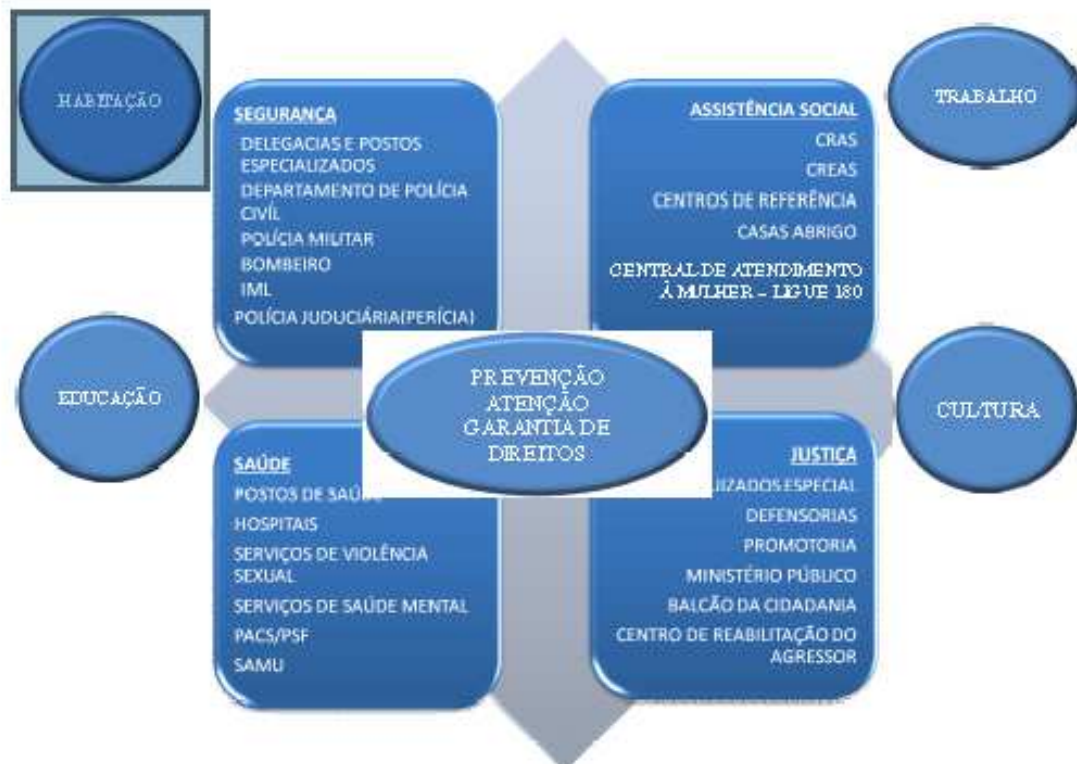 HABITAÇÃO
SEGURANCA
DELEGACIAS E POSTOS
ESPECIALIZADOS
DEPARTAMENTO DE POLÍCIA
CIVÍL
POLÍCIA MILITAR
BOMBEIRO
IML
POLÍCIA JUDUCIÁRIA(PERÍCIA)
ASSISTÊNCIA SOCIAL
CRAS
CREAS
CENTROS DE REFERÊNCIA
CASAS ABRIGO
CENTRAL DE ATENDIMENTO
À MULHER – LIGUE 180
TRABALHO
EDUCAÇÃO
PREVENÇÃO
ATENÇÃO
GARANTIA DE
DIREITOS
CULTURA
SAÚDE
POSTOS DE SAÚDE
HOSPITAIS
SERVIÇOS DE VIOLÊNCIA
SEXUAL
SERVIÇOS DE SAÚDE MENTAL
PACS/PSF
SAMU
JUSTIÇA
UIZADOS ESPECIAL
DEFENSORIAS
PROMOTORIA
MINISTÉRIO PÚBLICO
BALCÃO DA CIDADANIA
CENTRO DE REABILITAÇÃO DO
AGRESSOR